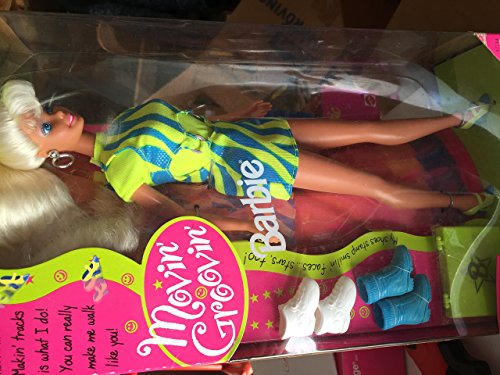 Movin'
Groovin'
Barbie
My shoes stamp smilin' faces...stars, too!
Makin' tracks
is what I do!
You can really
make me walk
like you!